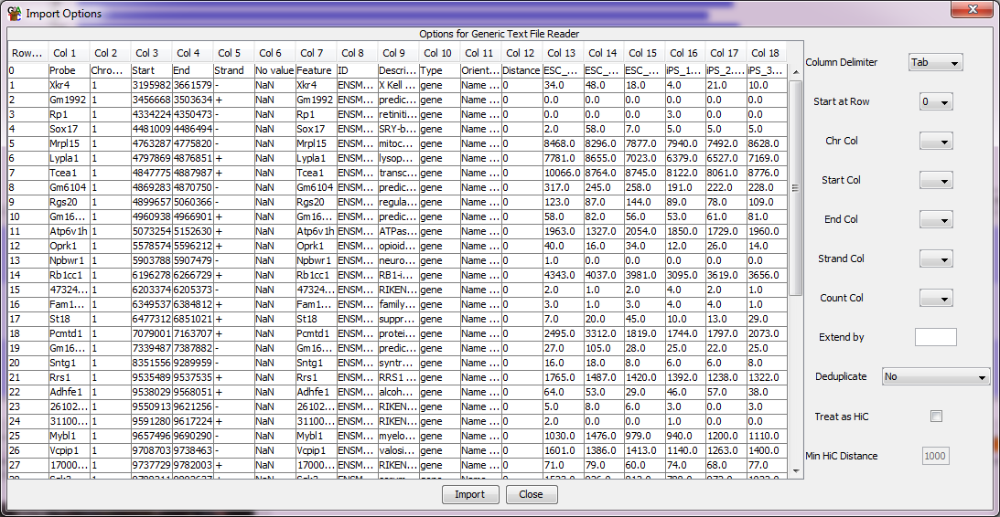 Import Options
Options for Generic Text File Reader
Row... Col 1 Col 2 Col 3 Col 4 Col 5 Col 6 Col 7 Col 8 Col 9 Col 10 Col 11 Col 12 Col 13 Col 14 Col 15 Col 16 Col 17 Col 18
0 Probe Chro... Start End Strand No value Feature ID Descri... Type Orient... Distance ESC_... ESC_... ESC_... iPS_1... iPS_2... iPS_3...
1 Xkr4 1 3195982 3661579 - NaN Xkr4 ENSM... X Kell ... gene Name ... 0 34.0 48.0 18.0 4.0 21.0 10.0
2 Gm1992 1 3456668 3503634 + NaN Gm1992 ENSM... predic... gene Name ... 0 0.0 0.0 0.0 0.0 0.0 0.0
3 Rp1 1 4334224 4350473 - NaN Rp1 ENSM... retiniti... gene Name ... 0 0.0 0.0 0.0 3.0 0.0 0.0
4 Sox17 1 4481009 4486494 - NaN Sox17 ENSM... SRY-b... gene Name ... 0 2.0 58.0 7.0 5.0 5.0 5.0
5 Mrpl15 1 4763287 4775820 - NaN Mrpl15 ENSM... mitoc... gene Name ... 0 8468.0 8296.0 7877.0 7940.0 7492.0 8628.0
6 Lypla1 1 4797869 4876851 + NaN Lypla1 ENSM... lysop... gene Name ... 0 7781.0 8655.0 7023.0 6379.0 6527.0 7169.0
7 Tcea1 1 4847775 4887987 + NaN Tcea1 ENSM... transc... gene Name ... 0 10066.0 8764.0 8745.0 8122.0 8061.0 8776.0
8 Gm6104 1 4869283 4870750 - NaN Gm6104 ENSM... predic... gene Name ... 0 317.0 245.0 258.0 191.0 222.0 228.0
9 Rgs20 1 4899657 5060366 - NaN Rgs20 ENSM... regula... gene Name ... 0 123.0 87.0 144.0 89.0 78.0 109.0
10 Gm16... 1 4960938 4966901 + NaN Gm16... ENSM... predic... gene Name ... 0 58.0 82.0 56.0 53.0 61.0 81.0
11 Atp6v1h 1 5073254 5152630 + NaN Atp6v1h ENSM... ATPas... gene Name ... 0 1963.0 1327.0 2054.0 1850.0 1729.0 1960.0
12 Oprk1 1 5578574 5596212 + NaN Oprk1 ENSM... opioid... gene Name ... 0 40.0 16.0 34.0 12.0 26.0 14.0
13 Npbwr1 1 5903788 5907479 - NaN Npbwr1 ENSM... neuro... gene Name ... 0 1.0 0.0 0.0 0.0 0.0 0.0
14 Rb1cc1 1 6196278 6266729 + NaN Rb1cc1 ENSM... RB1-i... gene Name ... 0 4343.0 4037.0 3981.0 3095.0 3619.0 3656.0
15 47324... 1 6203374 6205373 - NaN 47324... ENSM... RIKEN... gene Name ... 0 2.0 1.0 2.0 4.0 2.0 1.0
16 Fam1... 1 6349537 6384812 + NaN Fam1... ENSM... family... gene Name ... 0 3.0 1.0 3.0 4.0 4.0 1.0
17 St18 1 6477312 6851021 + NaN St18 ENSM... suppr... gene Name ... 0 7.0 20.0 45.0 10.0 13.0 29.0
18 Pcmtd1 1 7079001 7163707 + NaN Pcmtd1 ENSM... protei... gene Name ... 0 2495.0 3312.0 1819.0 1744.0 1797.0 2073.0
19 Gm16... 1 7339487 7387882 - NaN Gm16... ENSM... predic... gene Name ... 0 27.0 105.0 28.0 25.0 22.0 25.0
20 Sntg1 1 8351556 9289959 - NaN Sntg1 ENSM... syntr... gene Name ... 0 16.0 18.0 8.0 6.0 6.0 8.0
21 Rrs1 1 9535489 9537535 + NaN Rrs1 ENSM... RRS1 ... gene Name ... 0 1765.0 1487.0 1420.0 1392.0 1238.0 1322.0
22 Adhfe1 1 9538029 9568051 + NaN Adhfe1 ENSM... alcoh... gene Name ... 0 64.0 53.0 29.0 46.0 57.0 38.0
23 26102... 1 9550913 9621256 - NaN 26102... ENSM... RIKEN... gene Name ... 0 5.0 8.0 6.0 3.0 0.0 3.0
24 31100... 1 9591280 9617224 + NaN 31100... ENSM... RIKEN... gene Name ... 0 2.0 0.0 0.0 1.0 0.0 0.0
25 Mybl1 1 9657496 9690290 - NaN Mybl1 ENSM... myelo... gene Name ... 0 1030.0 1476.0 979.0 940.0 1200.0 1110.0
26 Vcpip1 1 9708703 9738463 - NaN Vcpip1 ENSM... valosi... gene Name ... 0 1601.0 1386.0 1413.0 1140.0 1263.0 1400.0
27 17000... 1 9737729 9782003 + NaN 17000... ENSM... RIKEN... gene Name ... 0 71.0 79.0 60.0 74.0 68.0 77.0
Column Delimiter Tab
Start at Row 0
Chr Col
Start Col
End Col
Strand Col
Count Col
Extend by
Deduplicate No
Treat as HiC
Min HiC Distance 1000
Import Close